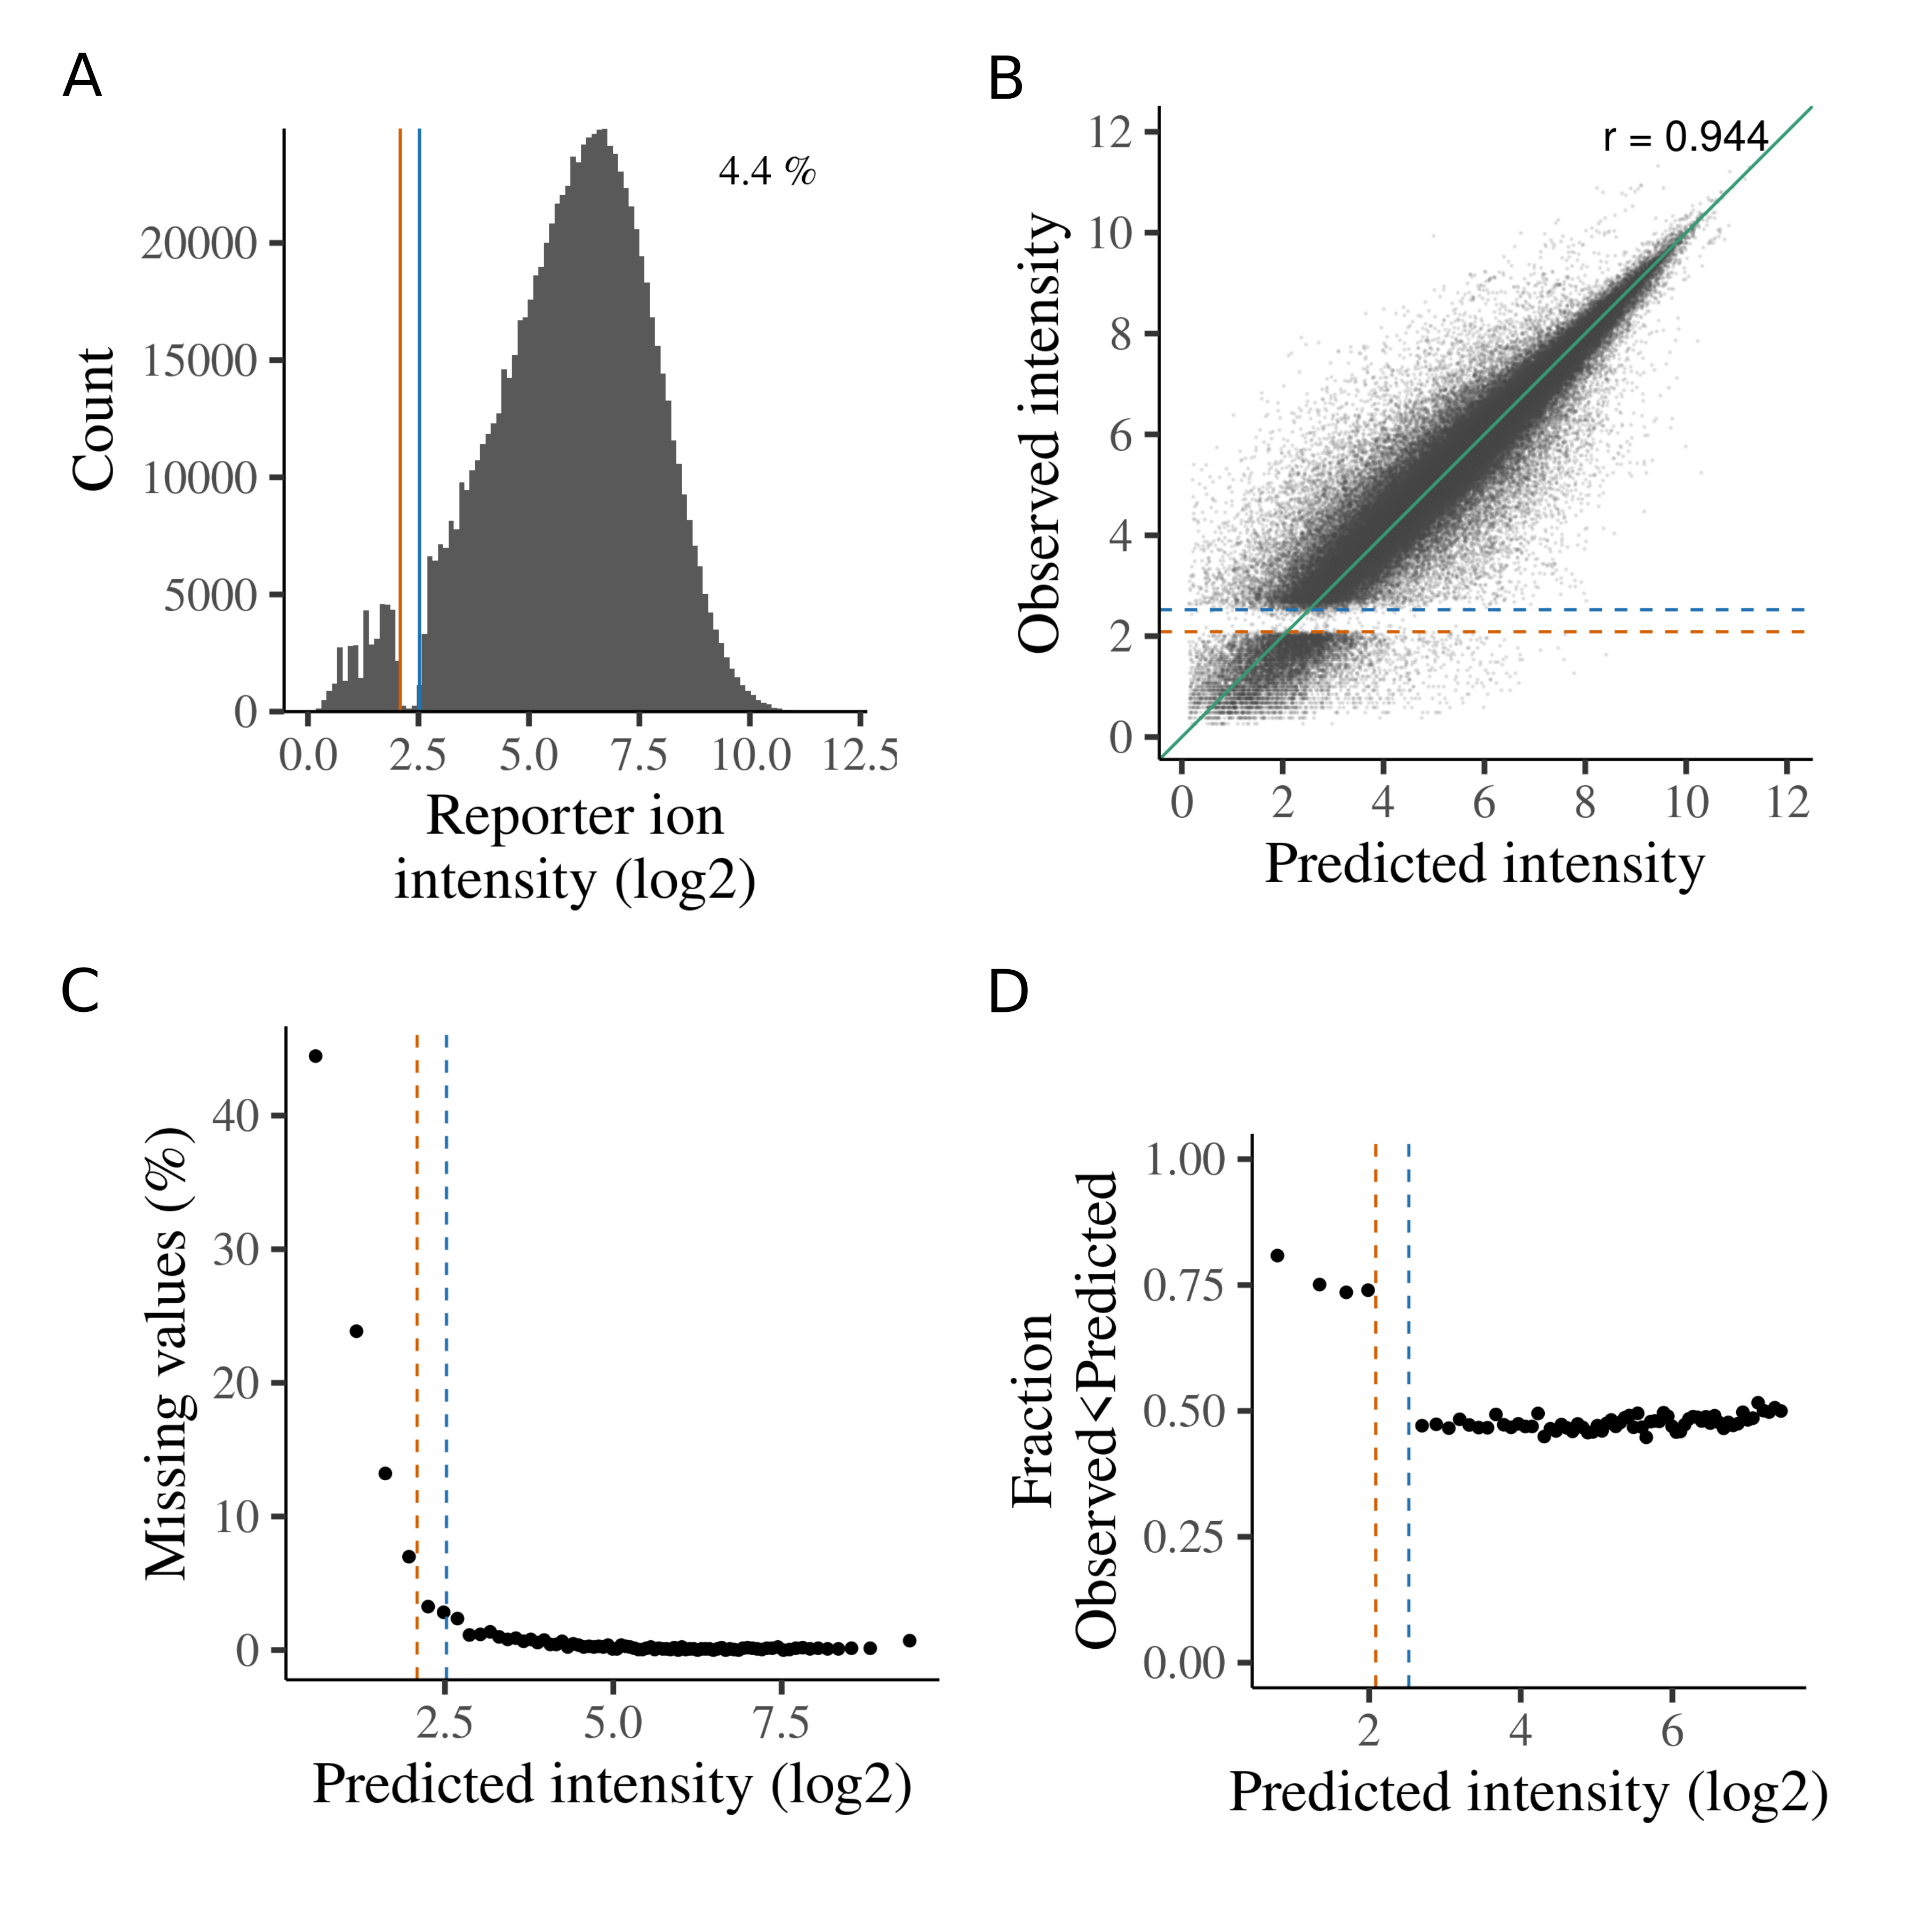 A
4.4 %
20000
15000
10000
5000
0
Count
0.0 2.5 5.0 7.5 10.0 12.5
Reporter ion
intensity (log2)
B
r = 0.944
12
10
8
6
4
2
0
Observed intensity
0 2 4 6 8 10 12
Predicted intensity
C
40
30
20
10
0
Missing values (%)
2.5 5.0 7.5
Predicted intensity (log2)
D
1.00
0.75
0.50
0.25
0.00
Fraction
Observed<Predicted
2 4 6
Predicted intensity (log2)